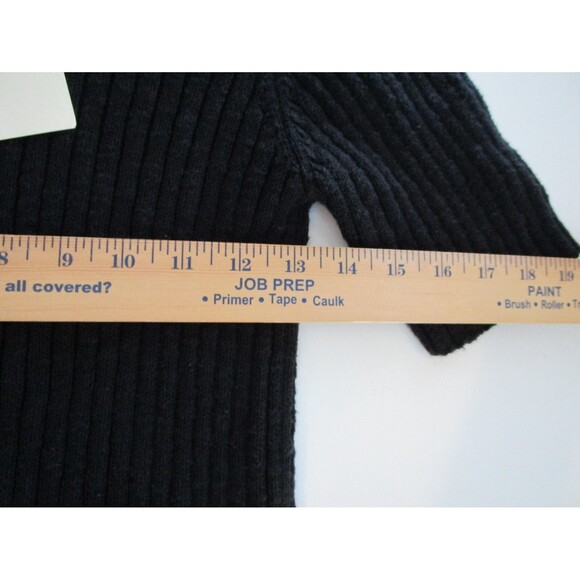 8 9 10 11 12 13 14 15 16 17 18 19
all covered?
JOB PREP
• Primer • Tape • Caulk
PAINT
• Brush • Roller • T